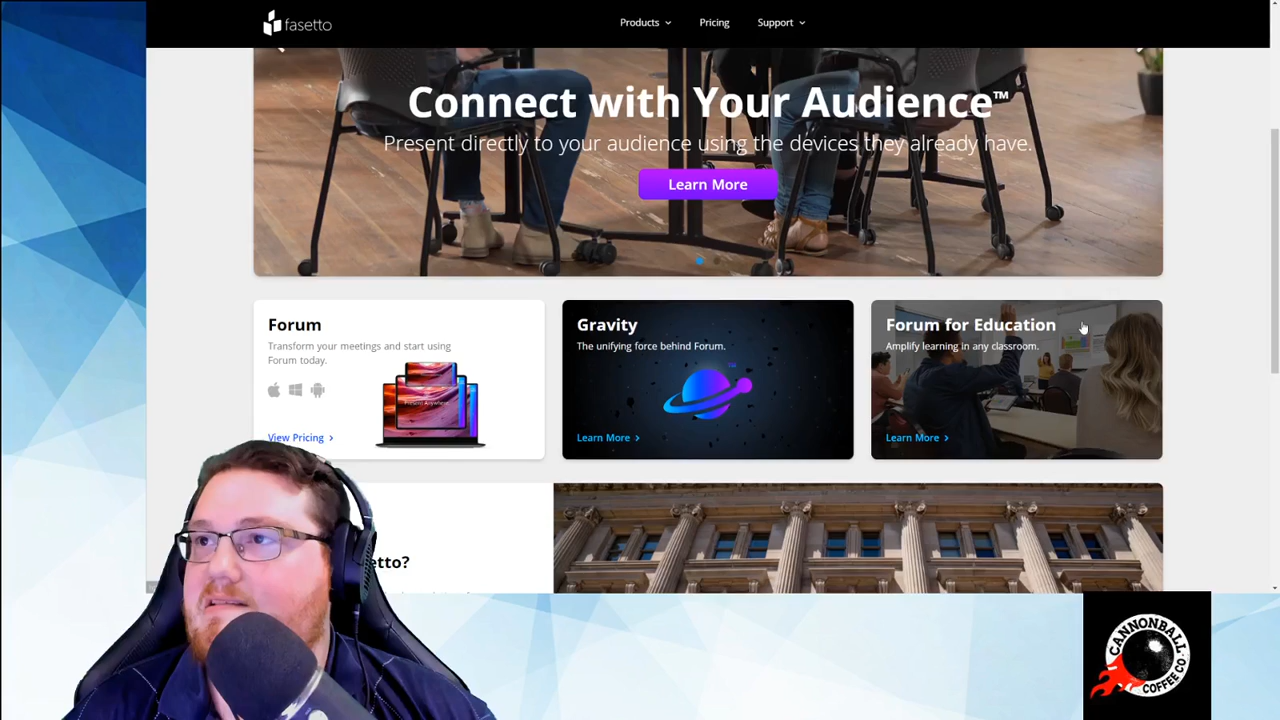 fasetto
Products
Pricing
Support
Connect with Your Audience™
Present directly to your audience using the devices they already have.
Learn More
Forum
Transform your meetings and start using
Forum today.
Present Anywhere
View Pricing
Gravity
The unifying force behind Forum.
Learn More
Forum for Education
Amplify learning in any classroom.
Learn More
etto?
CANNONBALL
COFFEE CO.